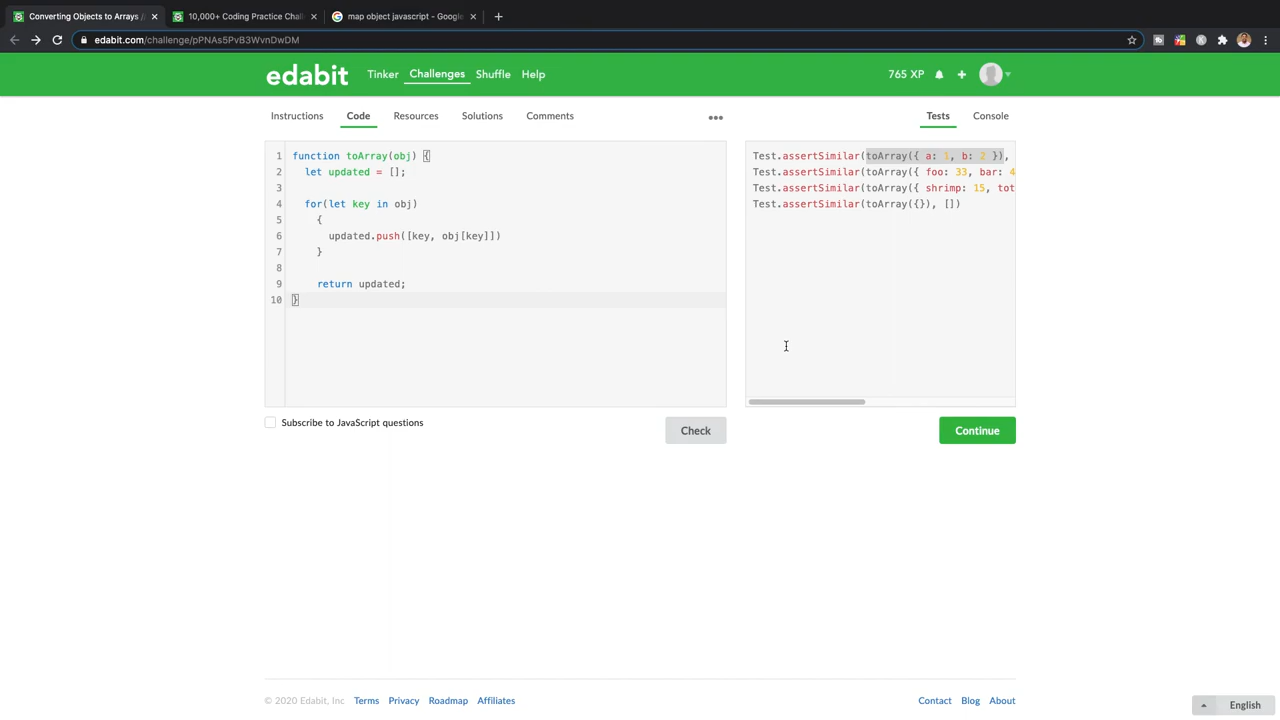 Converting Objects to Arrays
10,000+ Coding Practice Chall
map object javascript - Google
edabit.com/challenge/pPNAs5PvB3WvnDwDM
edabit
Tinker
Challenges
Shuffle
Help
765 XP
Instructions
Code
Resources
Solutions
Comments
Tests
Console
1 function toArray(obj) {
2 let updated = [];
3
4 for(let key in obj)
5 {
6 updated.push([key, obj[key]])
7 }
8
9 return updated;
10 }
Test.assertSimilar(toArray({ a: 1, b: 2 }),
Test.assertSimilar(toArray({ foo: 33, bar: 4
Test.assertSimilar(toArray({ shrimp: 15, tot
Test.assertSimilar(toArray({}), [])
Subscribe to JavaScript questions
Check
Continue
© 2020 Edabit, Inc
Terms
Privacy
Roadmap
Affiliates
Contact
Blog
About
English